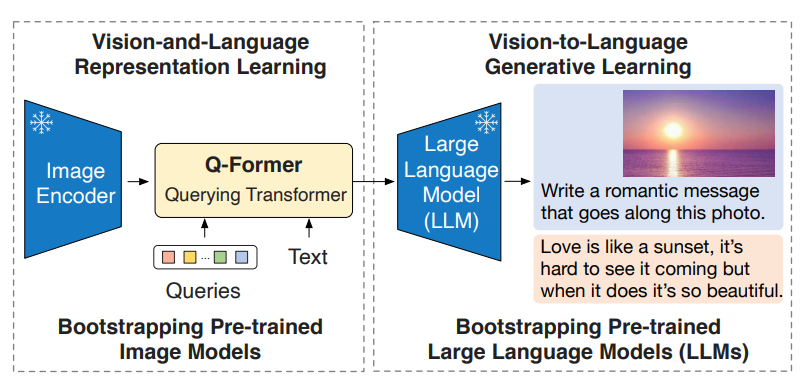 Vision-and-Language
Representation Learning
Image
Encoder
Q-Former
Querying Transformer
...
Queries
Text
Bootstrapping Pre-trained
Image Models
Vision-to-Language
Generative Learning
Large
Language
Model
(LLM)
Write a romantic message
that goes along this photo.
Love is like a sunset, it’s
hard to see it coming but
when it does it’s so beautiful.
Bootstrapping Pre-trained
Large Language Models (LLMs)